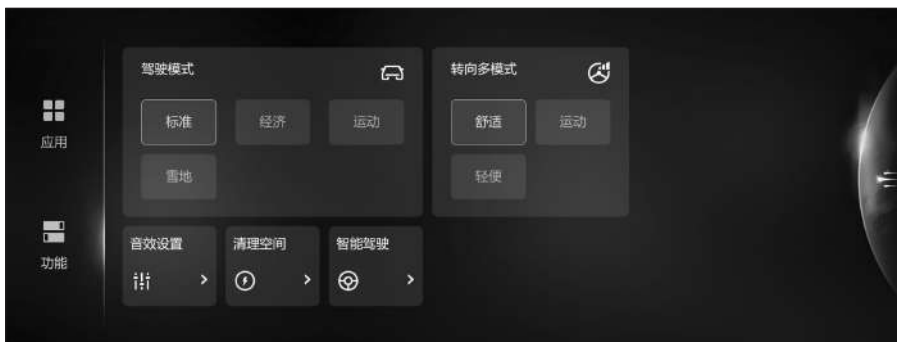 驾驶模式
转向多模式
标准
经济
运动
舒适
运动
应用
雪地
轻便
音效设置
清理空间
智能驾驶
功能